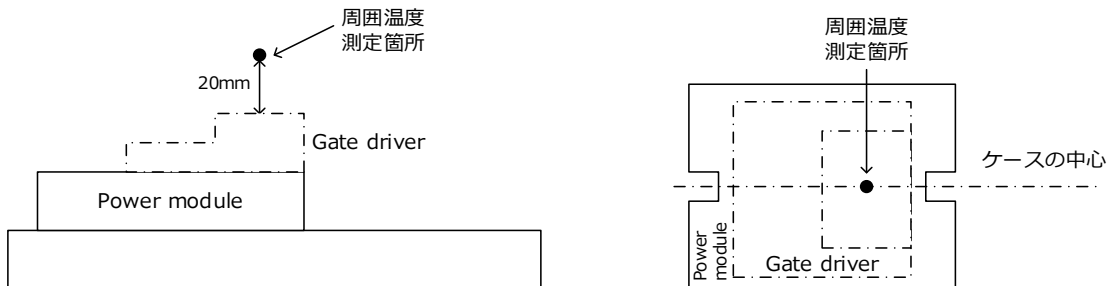 周囲温度
測定箇所
20mm
Gate driver
Power module
周囲温度
測定箇所
ケースの中心
Power
module
Gate driver